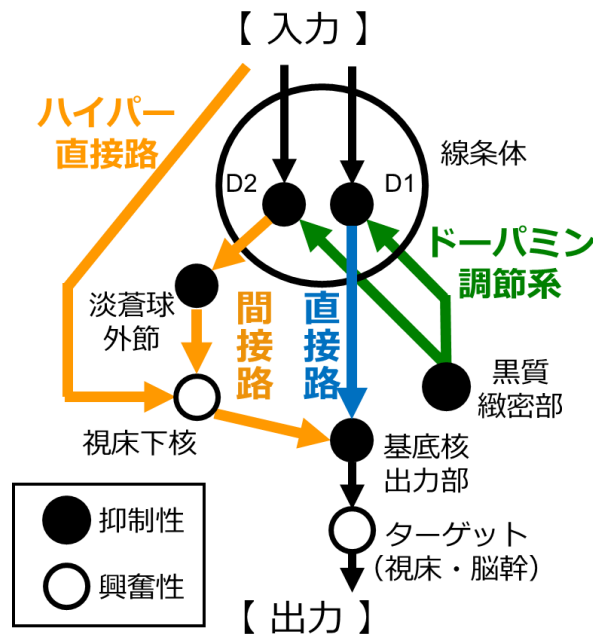 【 入力 】
ハイパー
直接路
線条体
D2
D1
ドーパミン
調節系
淡蒼球
外節
間接路
直接路
黒質
緻密部
視床下核
基底核
出力部
抑制性
興奮性
ターゲット
（視床・脳幹）
【 出力 】